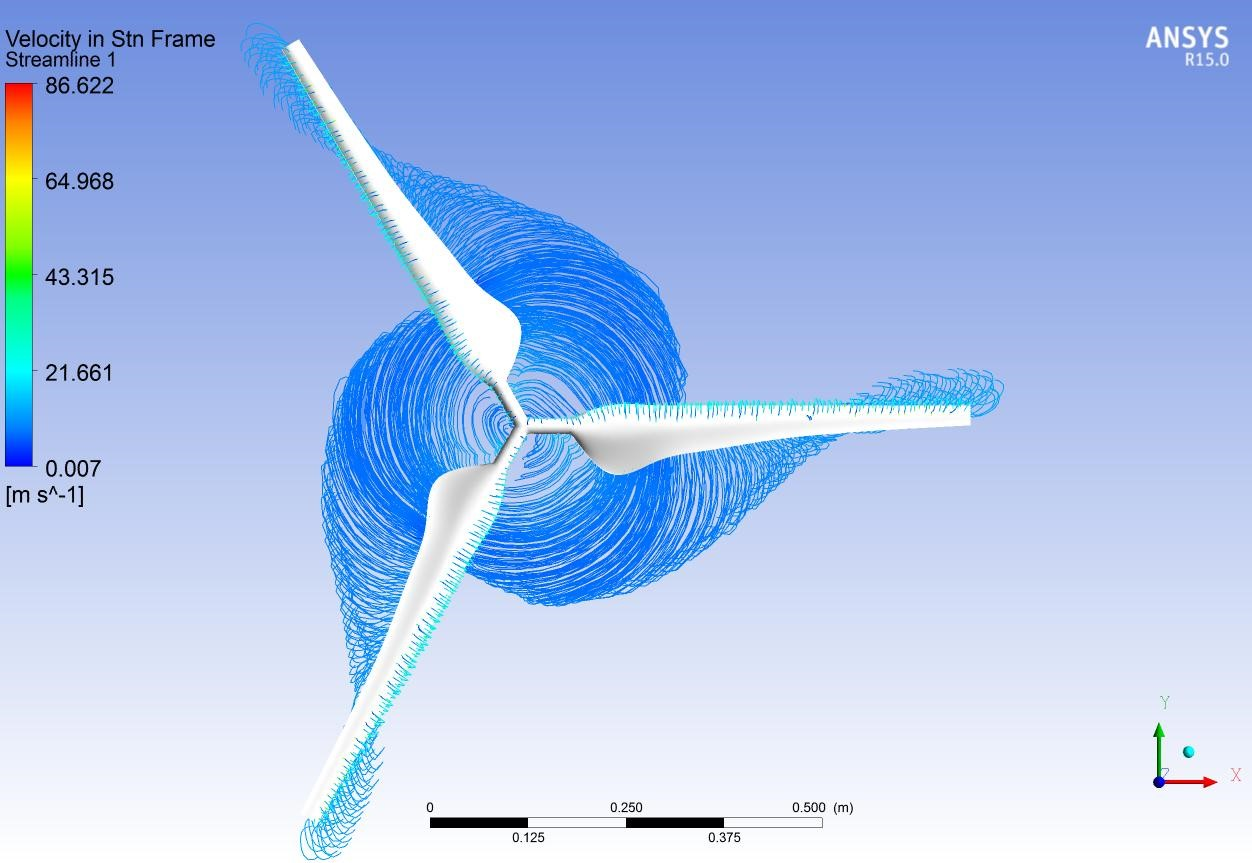 Velocity in Stn Frame
Streamline 1
86.622
64.968
43.315
21.661
0.007
[m s^-1]
ANSYS
R15.0
0 0.250 0.500 (m)
0.125 0.375
Y
Z
X